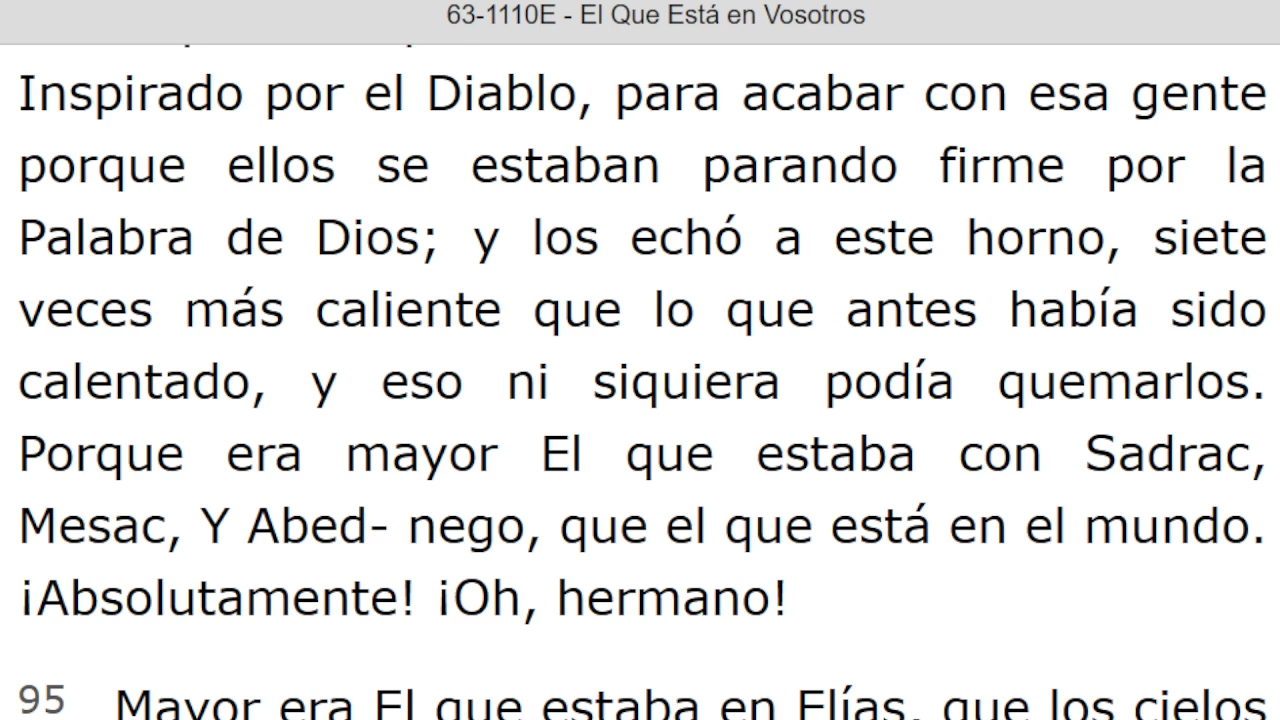 63-1110E - El Que Está en Vosotros
Inspirado por el Diablo, para acabar con esa gente
porque ellos se estaban parando firme por la
Palabra de Dios; y los echó a este horno, siete
veces más caliente que lo que antes había sido
calentado, y eso ni siquiera podía quemarlos.
Porque era mayor El que estaba con Sadrac,
Mesac, Y Abed- nego, que el que está en el mundo.
¡Absolutamente! ¡Oh, hermano!
95 Mayor era El que estaba en Elías, que los cielos